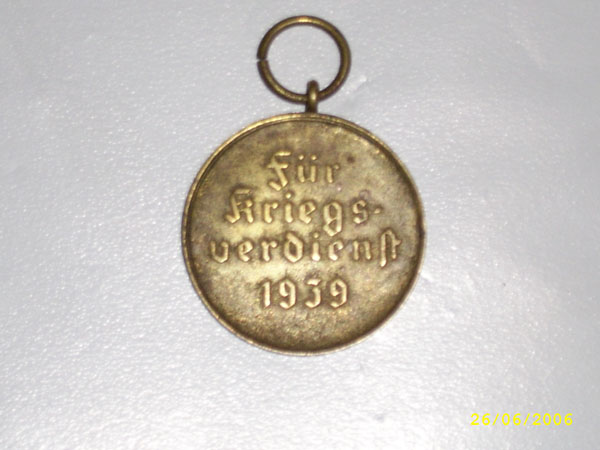 Für
Kriegs-
verdienst
1939
26/06/2006